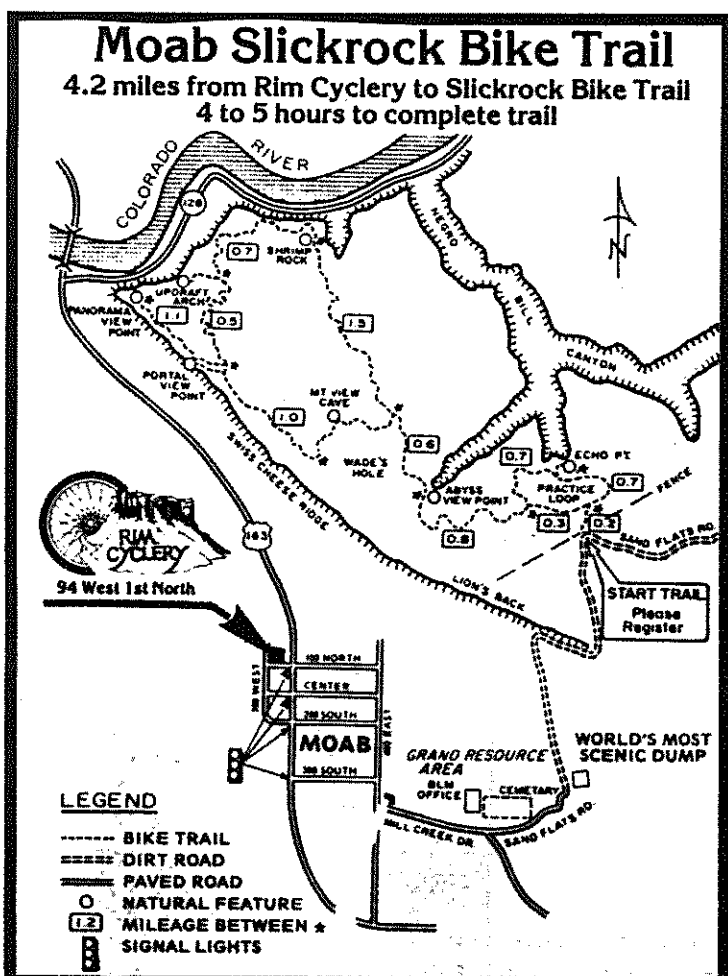 Moab Slickrock Bike Trail
4.2 miles from Rim Cyclery to Slickrock Bike Trail
4 to 5 hours to complete trail
COLORADO
RIVER
128
NEGRO
BILL
CANYON
N
0.7
SHRIMP
ROCK
UPDRAFT
ARCH
PANORAMA
VIEW
POINT
1.1
0.5
1.5
PORTAL
VIEW
POINT
MT VIEW
CAVE
1.0
0.6
WADE'S
HOLE
SWISS CHEESE RIDGE
ABYSS
VIEW POINT
0.7
ECHO PT.
PRACTICE
LOOP
0.7
FENCE
0.8
0.3
0.2
SAND FLATS RD.
RIM
CYCLERY
94 West 1st North
163
LION'S BACK
START TRAIL
Please
Register
100 NORTH
CENTER
200 SOUTH
MOAB
300 SOUTH
400 EAST
WORLD'S MOST
SCENIC DUMP
GRAND RESOURCE
AREA
BLM
OFFICE
CEMETARY
MILL CREEK DR.
SAND FLATS RD.
LEGEND
BIKE TRAIL
DIRT ROAD
PAVED ROAD
NATURAL FEATURE
1.2 MILEAGE BETWEEN *
SIGNAL LIGHTS